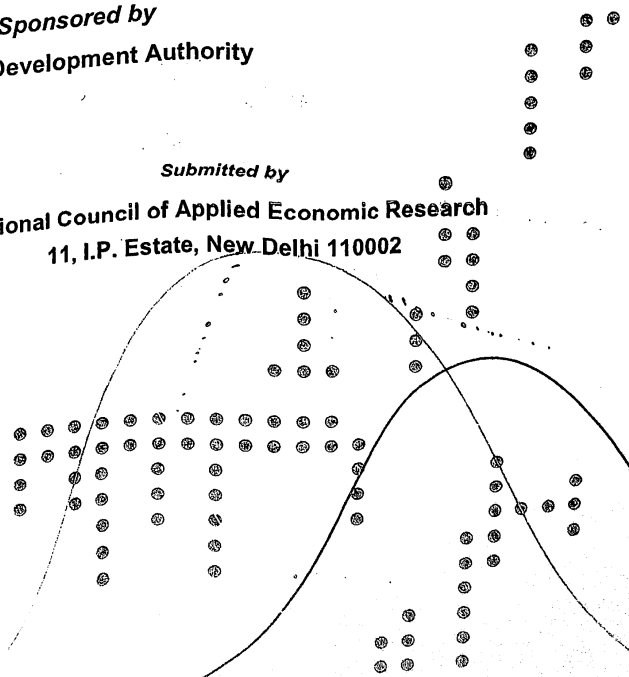 Sponsored by
Development Authority
Submitted by
ional Council of Applied Economic Research
11, I.P. Estate, New Delhi 110002